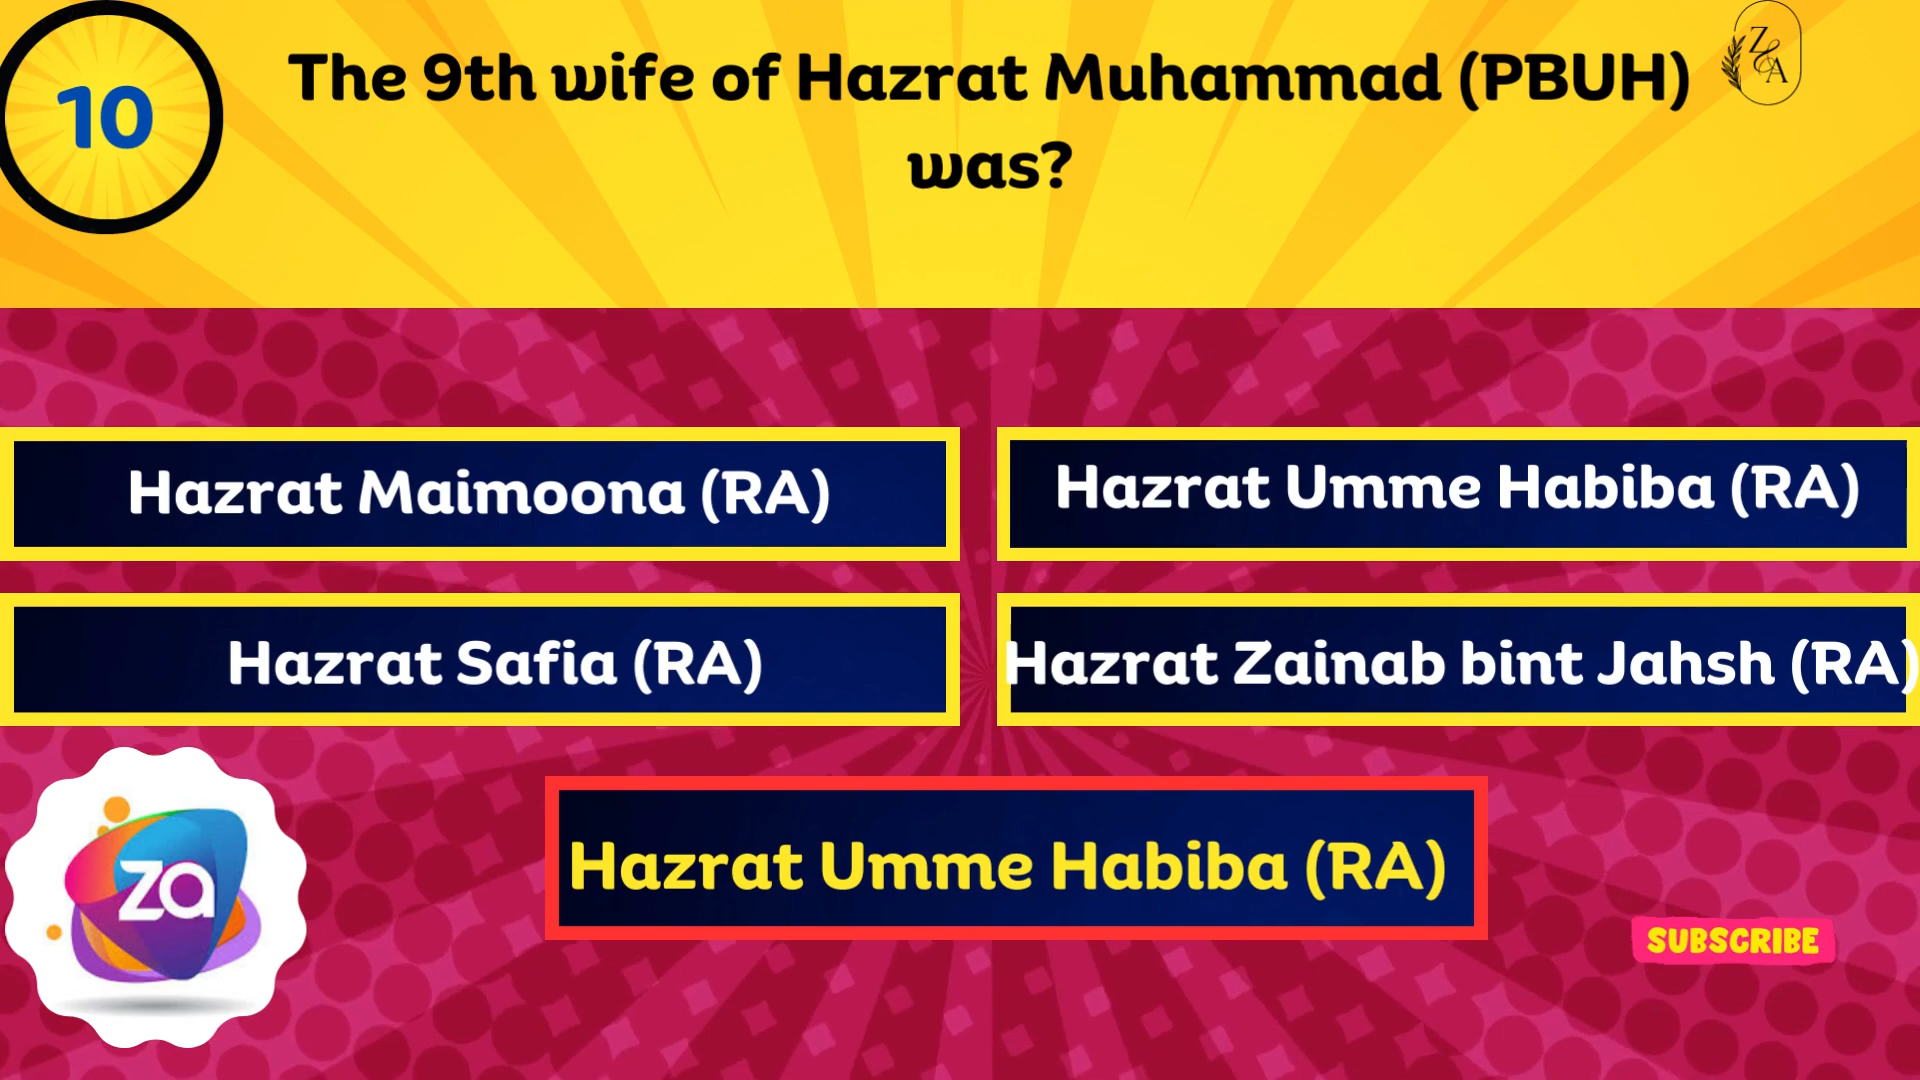 10
The 9th wife of Hazrat Muhammad (PBUH)
was?
Z&A
Hazrat Maimoona (RA)
Hazrat Umme Habiba (RA)
Hazrat Safia (RA)
Hazrat Zainab bint Jahsh (RA)
za
Hazrat Umme Habiba (RA)
SUBSCRIBE